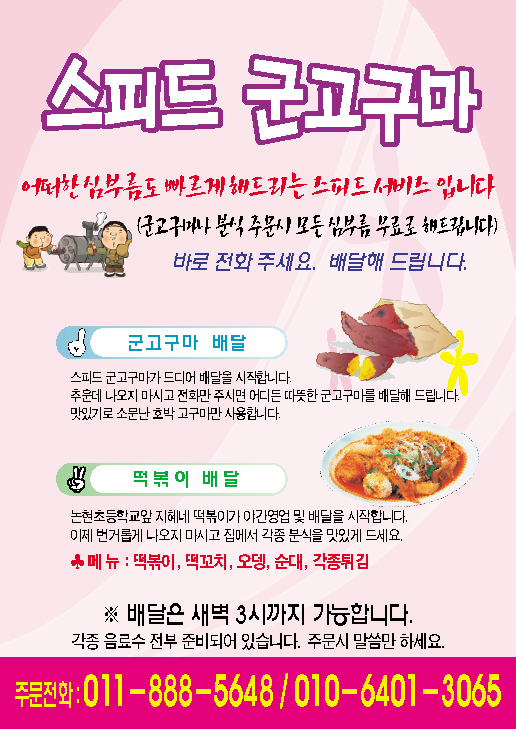 스피드 군고구마
어떠한 심부름도 빠르게 해드리는 스피드 서비스 입니다
(군고구마나 분식 주문시 모든 심부름 무료로 해드립니다)
바로 전화 주세요. 배달해 드립니다.
군고구마 배달
스피드 군고구마가 드디어 배달을 시작합니다.
추운데 나오지 마시고 전화만 주시면 어디든 따뜻한 군고구마를 배달해 드립니다.
맛있기로 소문난 호박 고구마만 사용합니다.
떡볶이 배달
논현초등학교앞 지혜네 떡볶이가 야간영업 및 배달을 시작합니다.
이제 번거롭게 나오지 마시고 집에서 각종 분식을 맛있게 드세요.
♣메 뉴 : 떡볶이, 떡꼬치, 오뎅, 순대, 각종튀김
※ 배달은 새벽 3시까지 가능합니다.
각종 음료수 전부 준비되어 있습니다. 주문시 말씀만 하세요.
주문전화 : 011-888-5648 / 010-6401-3065